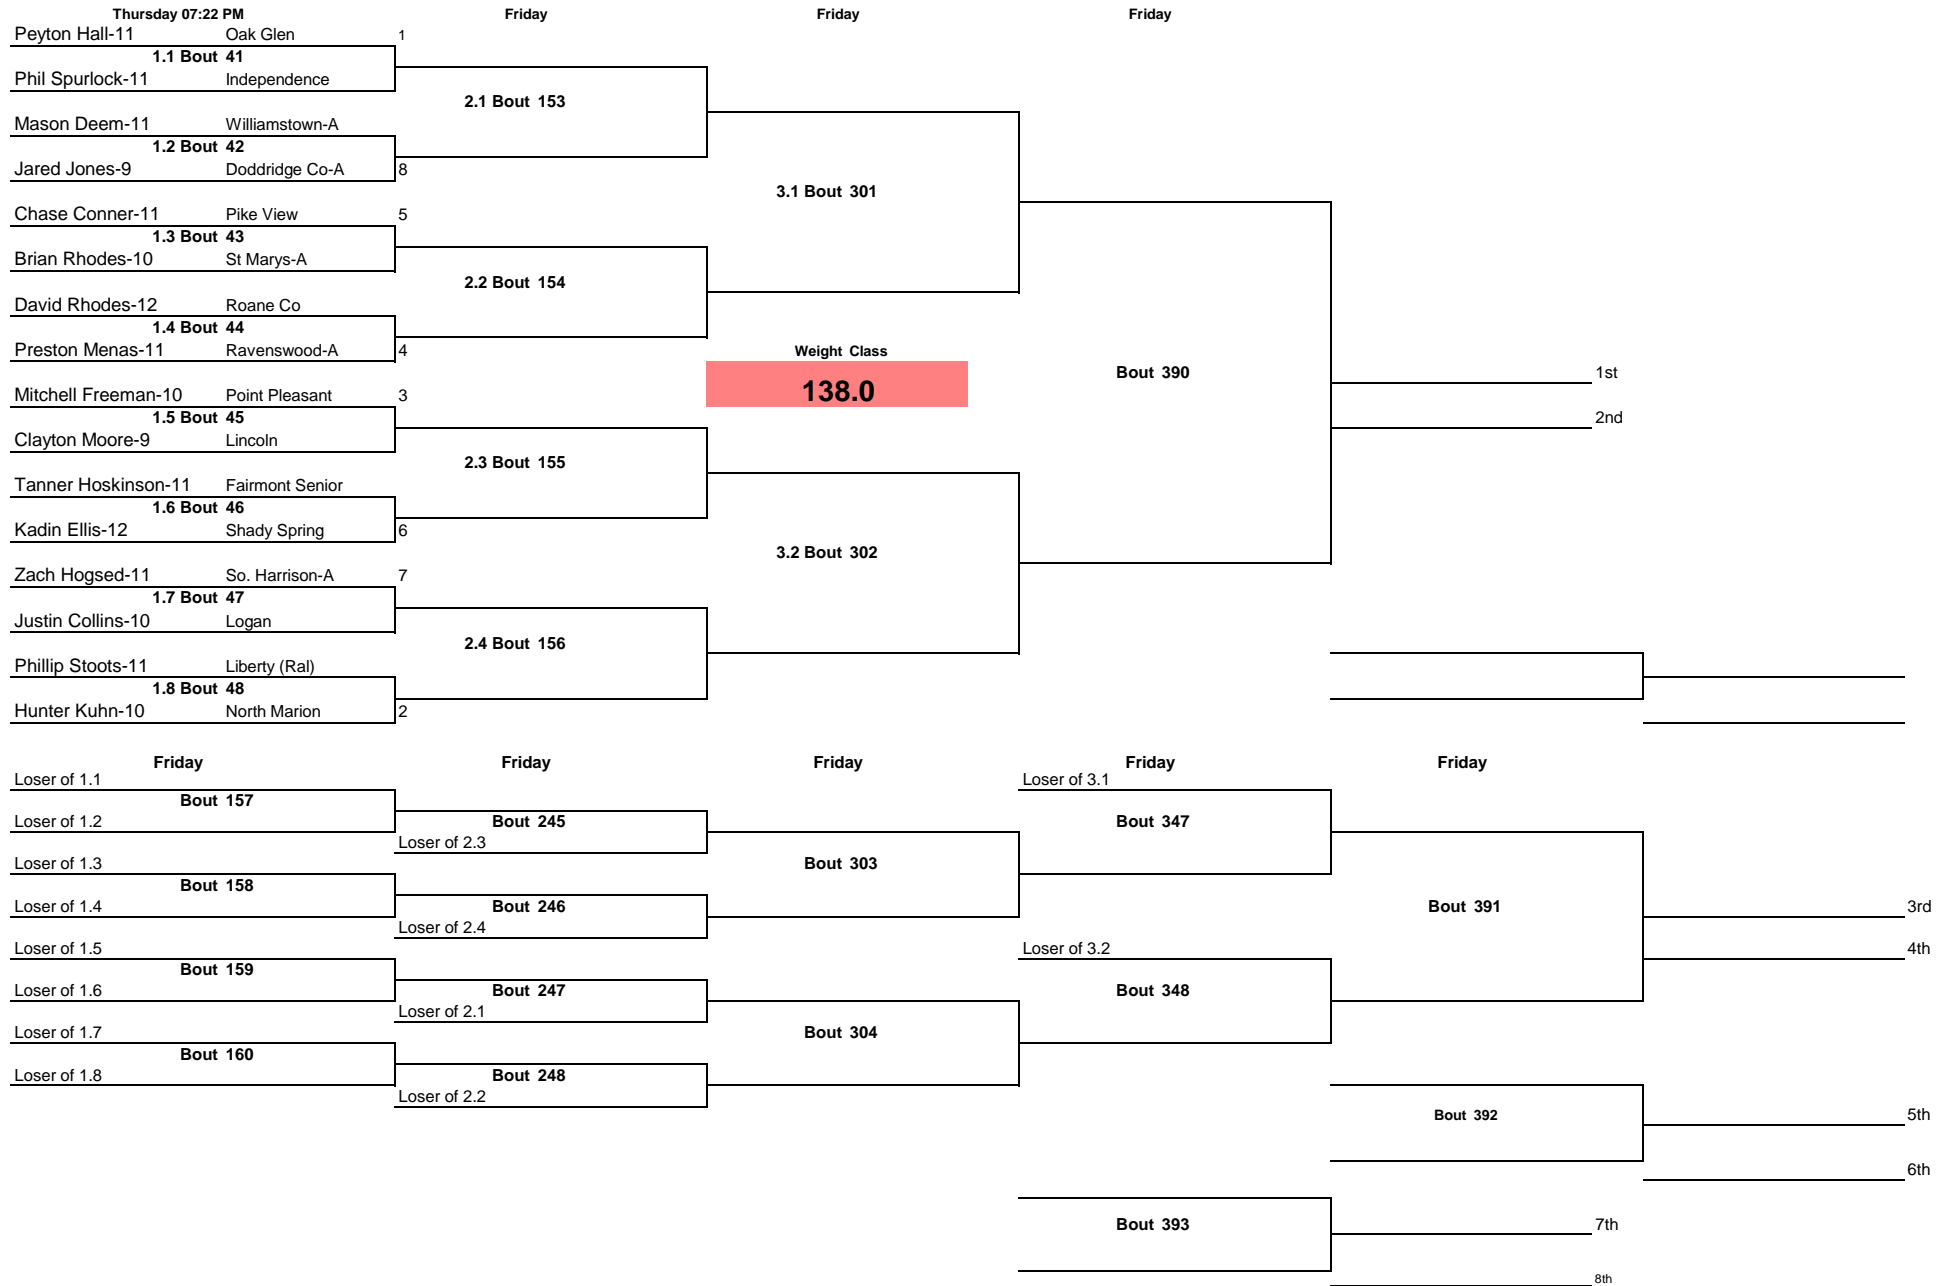 Thursday 07:22 PM Friday Friday Friday
Peyton Hall-11 Oak Glen 1
1.1 Bout 41
Phil Spurlock-11 Independence
2.1 Bout 153
Mason Deem-11 Williamstown-A
1.2 Bout 42
Jared Jones-9 Doddridge Co-A 8
3.1 Bout 301
Chase Conner-11 Pike View 5
1.3 Bout 43
Brian Rhodes-10 St Marys-A
2.2 Bout 154
David Rhodes-12 Roane Co
1.4 Bout 44
Preston Menas-11 Ravenswood-A 4
Weight Class
138.0
Bout 390
1st
Mitchell Freeman-10 Point Pleasant 3
1.5 Bout 45
2nd
Clayton Moore-9 Lincoln
2.3 Bout 155
Tanner Hoskinson-11 Fairmont Senior
1.6 Bout 46
Kadin Ellis-12 Shady Spring 6
3.2 Bout 302
Zach Hogsed-11 So. Harrison-A 7
1.7 Bout 47
Justin Collins-10 Logan
2.4 Bout 156
Phillip Stoots-11 Liberty (Ral)
1.8 Bout 48
Hunter Kuhn-10 North Marion 2
Friday Friday Friday Friday Friday
Loser of 1.1 Loser of 3.1
Bout 157
Loser of 1.2 Bout 245 Bout 347
Loser of 2.3
Loser of 1.3 Bout 303
Bout 158
Loser of 1.4 Bout 246 Bout 391 3rd
Loser of 2.4
Loser of 1.5 Loser of 3.2 4th
Bout 159
Loser of 1.6 Bout 247 Bout 348
Loser of 2.1
Loser of 1.7 Bout 304
Bout 160
Loser of 1.8 Bout 248
Loser of 2.2
Bout 392 5th
6th
Bout 393 7th
8th